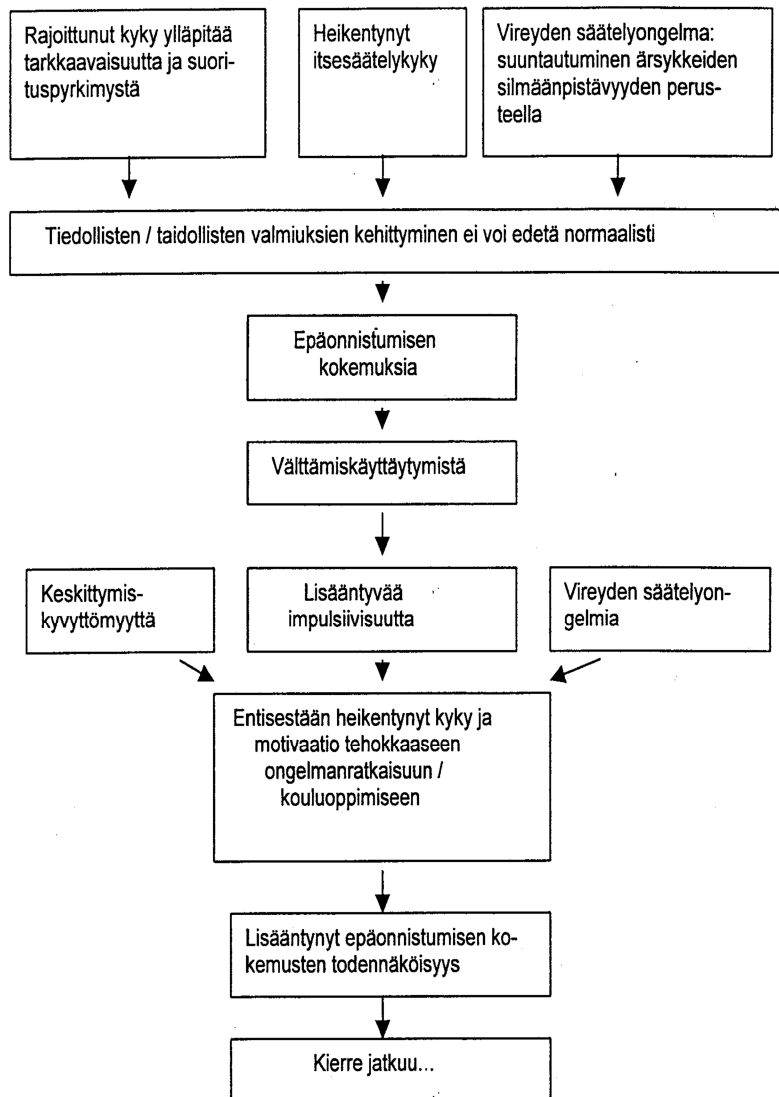 Rajoittunut kyky ylläpitää
tarkkaavaisuutta ja suori-
tuspyrkimystä
Heikentynyt
itsesäätelykyky
Vireyden säätelyongelma:
suuntautuminen ärsykkeiden
silmäänpistävyyden perus-
teella
Tiedollisten / taidollisten valmiuksien kehittyminen ei voi edetä normaalisti
Epäonnistumisen
kokemuksia
Välttämiskäyttäytymistä
Keskittymis-
kyvyttömyyttä
Lisääntyvää
impulsiivisuutta
Vireyden säätelyon-
gelmia
Entisestään heikentynyt kyky ja
motivaatio tehokkaaseen
ongelmanratkaisuun /
kouluoppimiseen
Lisääntynyt epäonnistumisen ko-
kemusten todennäköisyys
Kierre jatkuu...